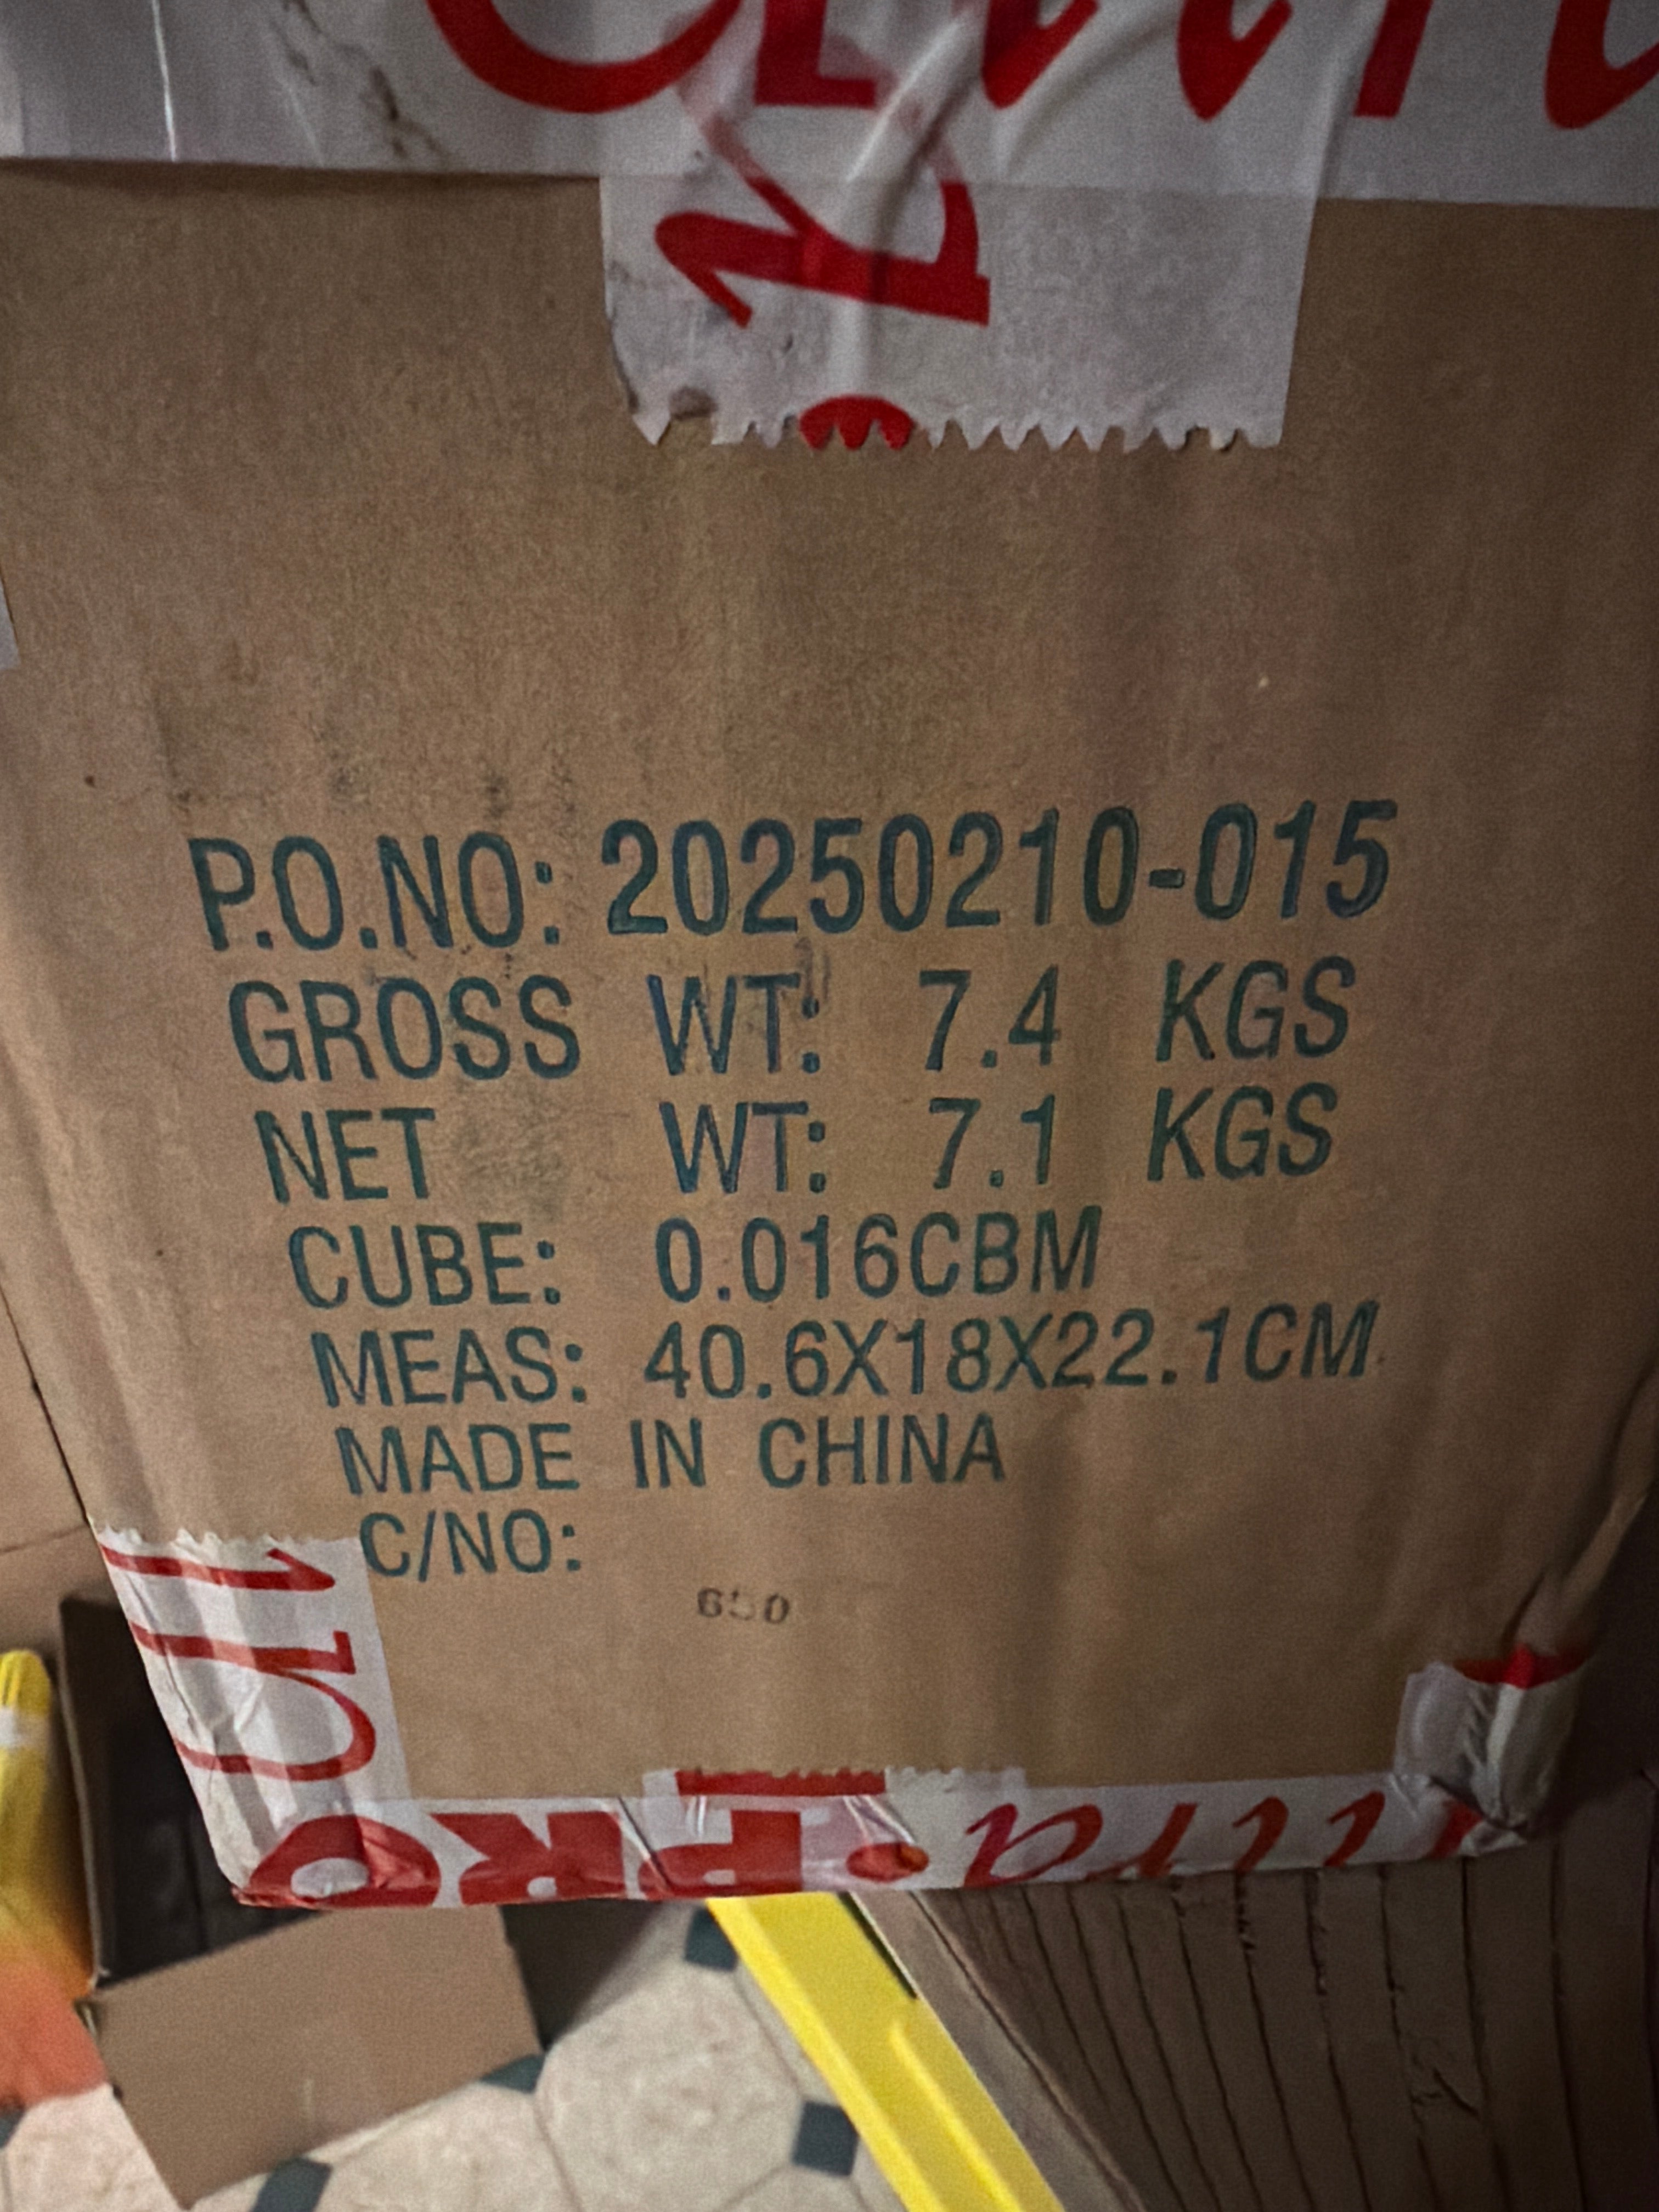 P.O.NO: 20250210-015
GROSS WT: 7.4 KGS
NET WT: 7.1 KGS
CUBE: 0.016CBM
MEAS: 40.6X18X22.1CM
MADE IN CHINA
C/NO:
PRO